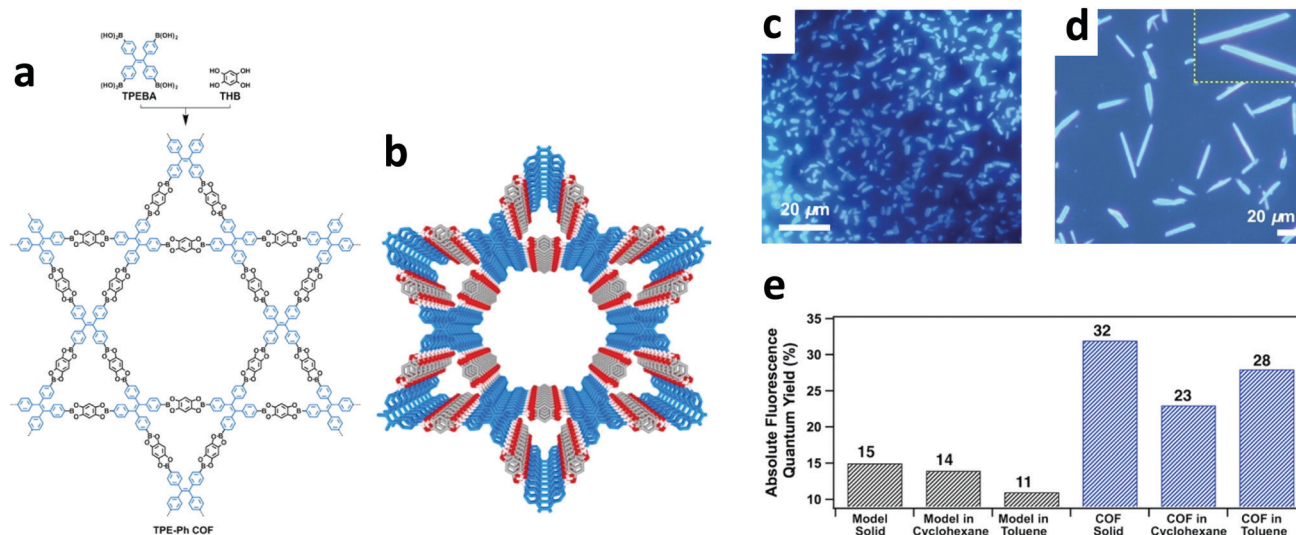 a
(HO)₂B
B(OH)₂
(HO)₂B
B(OH)₂
TPEBA
HO
OH
HO
OH
THB
TPE-Ph COF
b
c
20 µm
d
20 µm
e
Absolute Fluorescence
Quantum Yield (%)
35
30
25
20
15
10
15
14
11
32
23
28
Model
Solid
Model in
Cyclohexane
Model in
Toluene
COF
Solid
COF in
Cyclohexane
COF in
Toluene